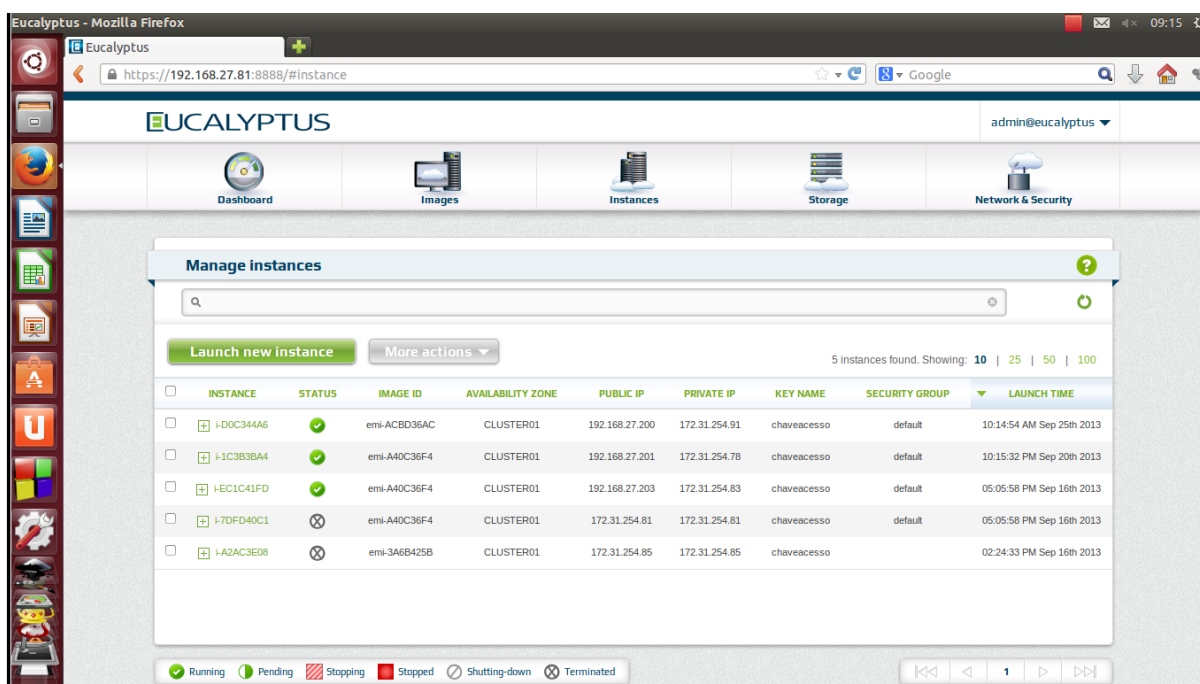 Eucalyptus - Mozilla Firefox
09:15
Eucalyptus
https://192.168.27.81:8888/#instance
Google
EUCALYPTUS
admin@eucalyptus
Dashboard Images Instances Storage Network & Security
Manage instances
Launch new instance More actions
5 instances found. Showing: 10 | 25 | 50 | 100
INSTANCE STATUS IMAGE ID AVAILABILITY ZONE PUBLIC IP PRIVATE IP KEY NAME SECURITY GROUP LAUNCH TIME
i-D0C344A6 emi-ACBD36AC CLUSTER01 192.168.27.200 172.31.254.91 chaveacesso default 10:14:54 AM Sep 25th 2013
i-1C3B3BA4 emi-A40C36F4 CLUSTER01 192.168.27.201 172.31.254.78 chaveacesso default 10:15:32 PM Sep 20th 2013
i-EC1C41FD emi-A40C36F4 CLUSTER01 192.168.27.203 172.31.254.83 chaveacesso default 05:05:58 PM Sep 16th 2013
i-7DFD40C1 emi-A40C36F4 CLUSTER01 172.31.254.81 172.31.254.81 chaveacesso default 05:05:58 PM Sep 16th 2013
i-A2AC3E08 emi-3A6B425B CLUSTER01 172.31.254.85 172.31.254.85 chaveacesso 02:24:33 PM Sep 16th 2013
Running Pending Stopping Stopped Shutting-down Terminated
1